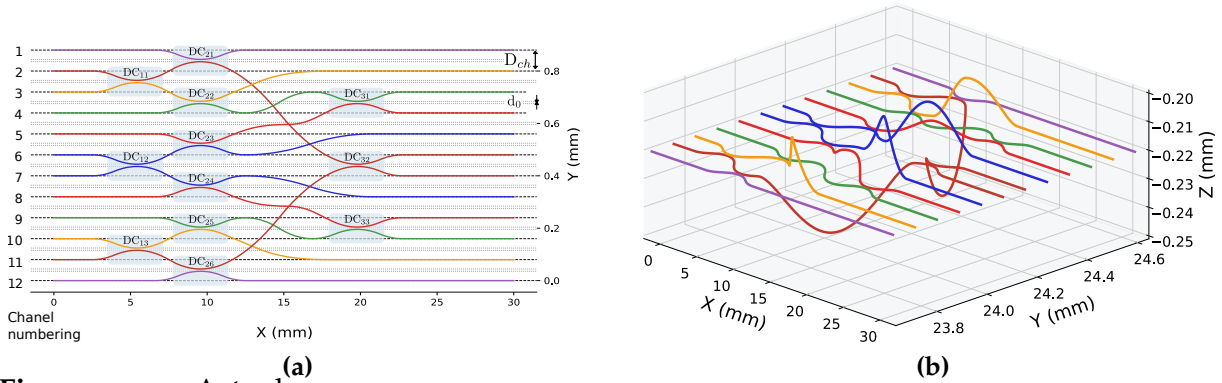 1
2
3
4
5
6
7
8
9
10
11
12
DC21
DC11
DC22
DC31
DC23
DC12
DC32
DC24
DC25
DC33
DC13
DC26
Dch
d0
0.8
0.6
0.4
0.2
0.0
Y (mm)
0 5 10 15 20 25 30
Chanel
numbering
X (mm)
(a)
−0.20
−0.21
−0.22
−0.23
−0.24
−0.25
Z (mm)
0 5 10 15 20 25 30
X (mm)
23.8 24.0 24.2 24.4 24.6
Y (mm)
(b)